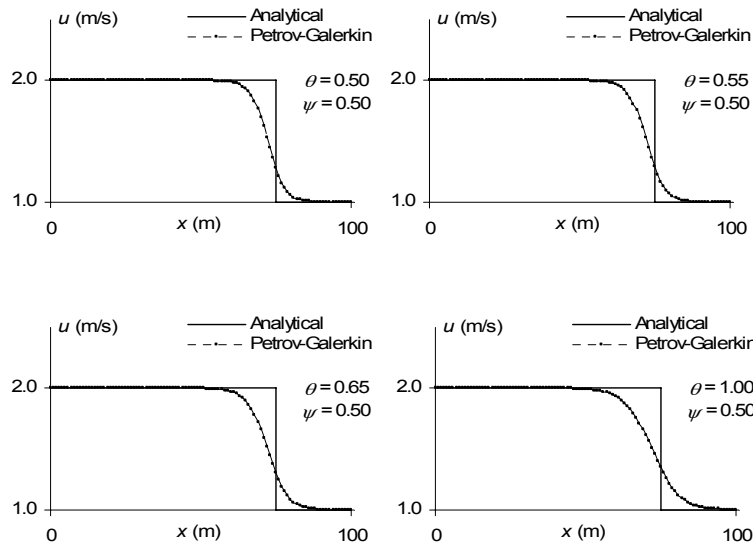 u (m/s)
Analytical
Petrov-Galerkin
2.0
θ = 0.50
ψ = 0.50
1.0
0
x (m)
100
u (m/s)
Analytical
Petrov-Galerkin
2.0
θ = 0.55
ψ = 0.50
1.0
0
x (m)
100
u (m/s)
Analytical
Petrov-Galerkin
2.0
θ = 0.65
ψ = 0.50
1.0
0
x (m)
100
u (m/s)
Analytical
Petrov-Galerkin
2.0
θ = 1.00
ψ = 0.50
1.0
0
x (m)
100